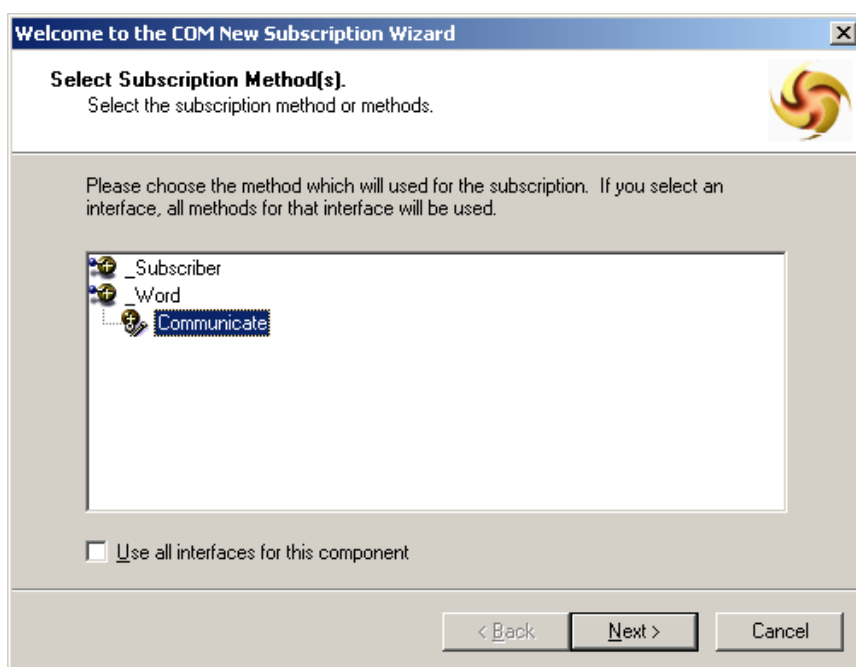 Welcome to the COM New Subscription Wizard
Select Subscription Method(s).
Select the subscription method or methods.
Please choose the method which will used for the subscription. If you select an
interface, all methods for that interface will be used.
_Subscriber
_Word
Communicate
Use all interfaces for this component
< Back
Next >
Cancel